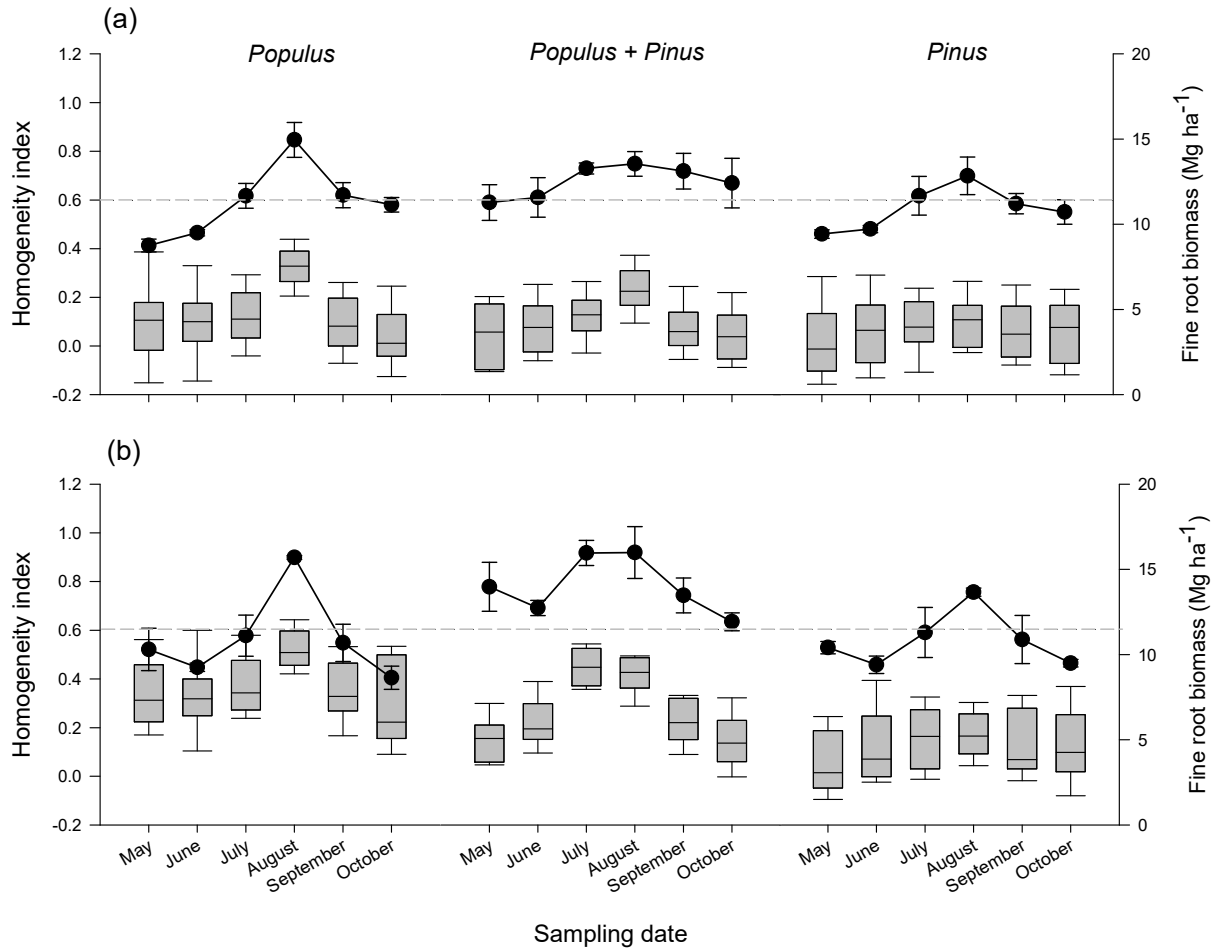 (a)
Populus
Populus + Pinus
Pinus
1.2
1.0
0.8
0.6
0.4
0.2
0.0
-0.2
Homogeneity index
20
15
10
5
0
Fine root biomass (Mg ha⁻¹)
(b)
1.2
1.0
0.8
0.6
0.4
0.2
0.0
-0.2
Homogeneity index
20
15
10
5
0
Fine root biomass (Mg ha⁻¹)
May
June
July
August
September
October
May
June
July
August
September
October
May
June
July
August
September
October
Sampling date